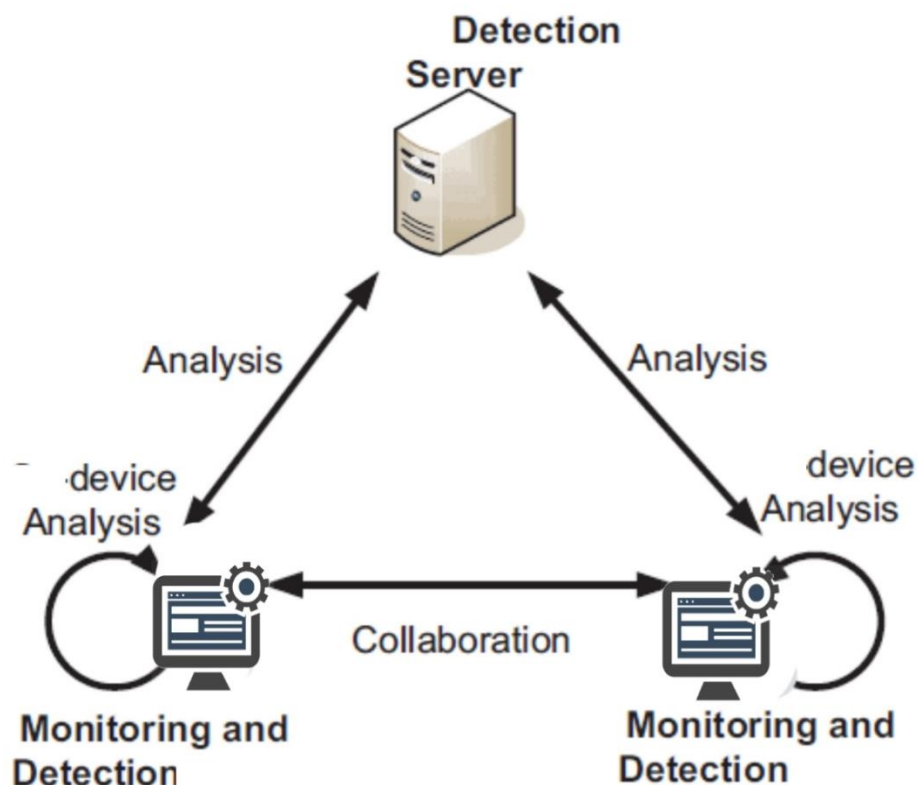 Detection
Server
Analysis
Analysis
-device
Analysis
device
Analysis
Collaboration
Monitoring and
Detection
Monitoring and
Detection